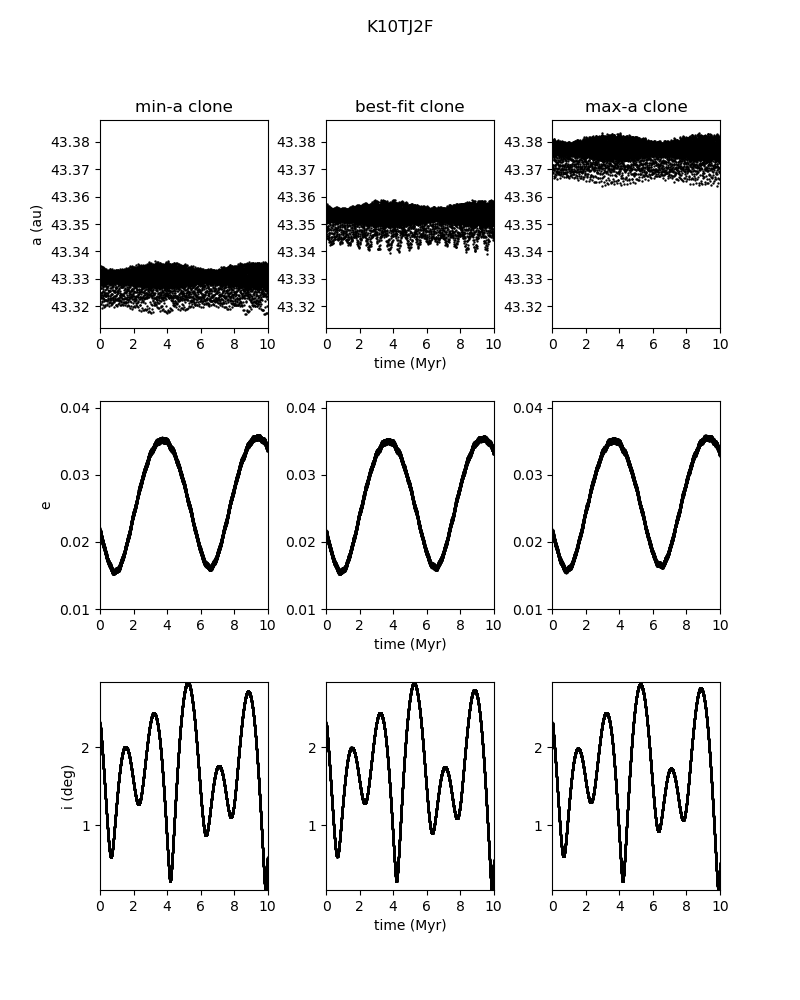 K10TJ2F
min-a clone best-fit clone max-a clone
43.38 43.38 43.38
43.37 43.37 43.37
43.36 43.36 43.36
43.35 43.35 43.35
43.34 43.34 43.34
43.33 43.33 43.33
43.32 43.32 43.32
a (au)
0 2 4 6 8 10 0 2 4 6 8 10 0 2 4 6 8 10
time (Myr)
0.04 0.04 0.04
0.03 0.03 0.03
0.02 0.02 0.02
0.01 0.01 0.01
e
0 2 4 6 8 10 0 2 4 6 8 10 0 2 4 6 8 10
time (Myr)
2 2 2
1 1 1
i (deg)
0 2 4 6 8 10 0 2 4 6 8 10 0 2 4 6 8 10
time (Myr)